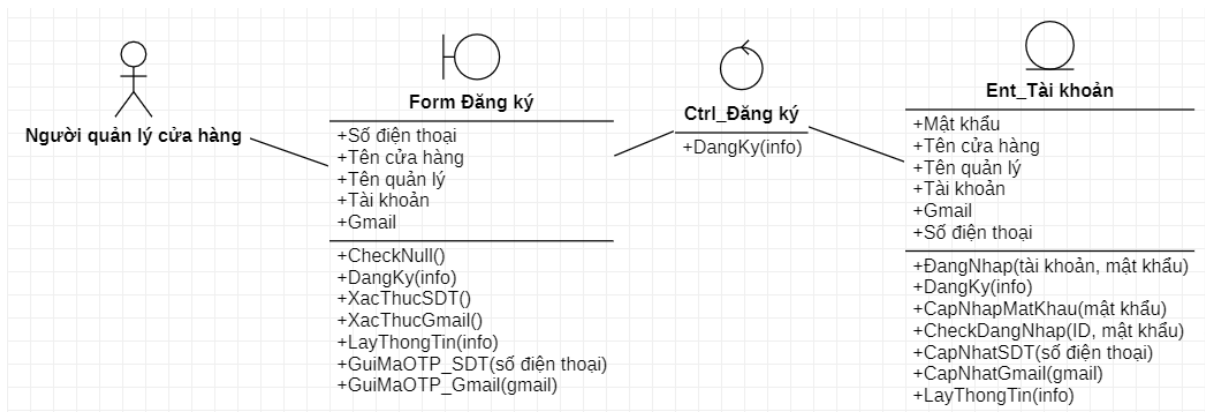 Người quản lý cửa hàng
Form Đăng ký
+Số điện thoại
+Tên cửa hàng
+Tên quản lý
+Tài khoản
+Gmail
+CheckNull()
+DangKy(info)
+XacThucSDT()
+XacThucGmail()
+LayThongTin(info)
+GuiMaOTP_SDT(số điện thoại)
+GuiMaOTP_Gmail(gmail)
Ctrl_Đăng ký
+DangKy(info)
Ent_Tài khoản
+Mật khẩu
+Tên cửa hàng
+Tên quản lý
+Tài khoản
+Gmail
+Số điện thoại
+ĐangNhap(tài khoản, mật khẩu)
+DangKy(info)
+CapNhapMatKhau(mật khẩu)
+CheckDangNhap(ID, mật khẩu)
+CapNhatSDT(số điện thoại)
+CapNhatGmail(gmail)
+LayThongTin(info)